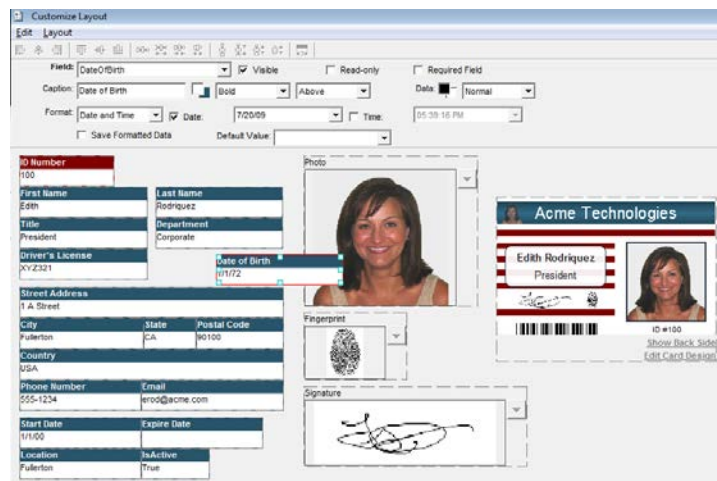 Customize Layout
Edit Layout
Field: DateOfBirth Visible Read-only Required Field
Caption: Date of Birth Bold Above Data: Normal
Format: Date and Time Date: 7/20/09 Time: 05:39:16 PM
Save Formatted Data Default Value:
ID Number
100
First Name Last Name
Edith Rodriquez
Title Department
President Corporate
Driver's License
XYZ321
Date of Birth
1/1/72
Street Address
1 A Street
City State Postal Code
Fullerton CA 90100
Country
USA
Phone Number Email
555-1234 erod@acme.com
Start Date Expire Date
1/1/00
Location IsActive
Fullerton True
Photo
Fingerprint
Signature
Acme Technologies
Edith Rodriquez
President
ID #100
Show Back Side
Edit Card Design